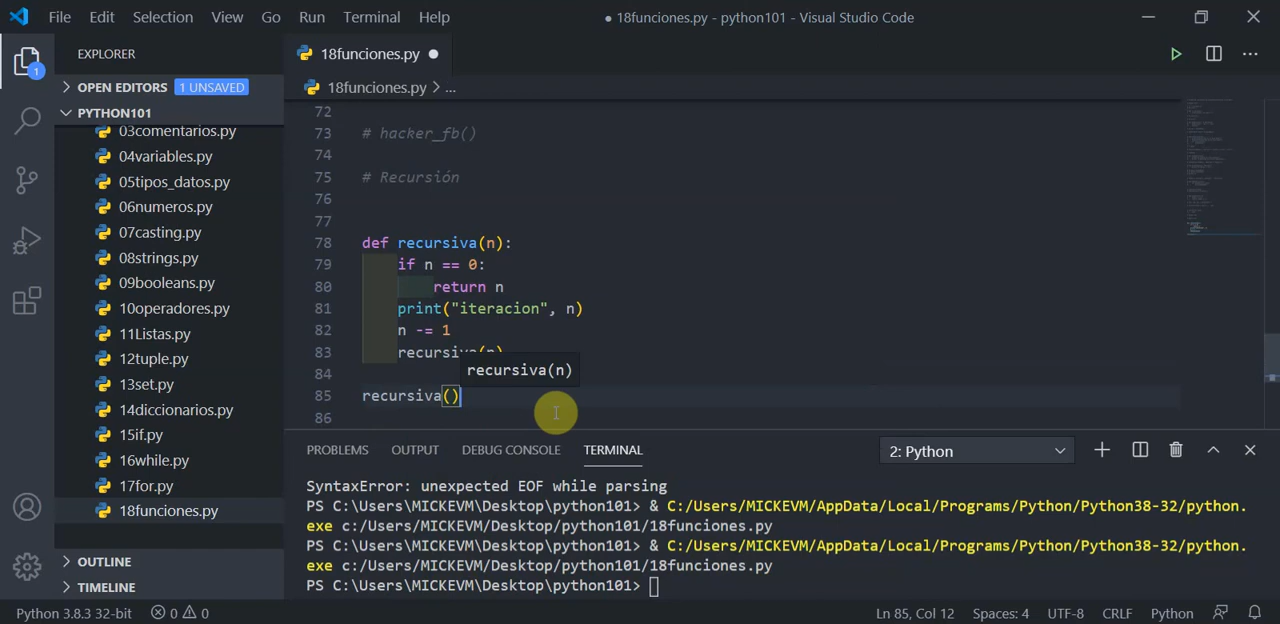 File Edit Selection View Go Run Terminal Help ● 18funciones.py - python101 - Visual Studio Code
EXPLORER
OPEN EDITORS 1 UNSAVED
PYTHON101
03comentarios.py
04variables.py
05tipos_datos.py
06numeros.py
07casting.py
08strings.py
09booleans.py
10operadores.py
11Listas.py
12tuple.py
13set.py
14diccionarios.py
15if.py
16while.py
17for.py
18funciones.py
OUTLINE
TIMELINE
1
18funciones.py ●
18funciones.py > ...
72
73 # hacker_fb()
74
75 # Recursión
76
77
78 def recursiva(n):
79 if n == 0:
80 return n
81 print("iteracion", n)
82 n -= 1
83 recursiva(n)
recursiva(n)
84
85 recursiva()
86
PROBLEMS OUTPUT DEBUG CONSOLE TERMINAL 2: Python
SyntaxError: unexpected EOF while parsing
PS C:\Users\MICKEVM\Desktop\python101> & C:/Users/MICKEVM/AppData/Local/Programs/Python/Python38-32/python.
exe c:/Users/MICKEVM/Desktop/python101/18funciones.py
PS C:\Users\MICKEVM\Desktop\python101> & C:/Users/MICKEVM/AppData/Local/Programs/Python/Python38-32/python.
exe c:/Users/MICKEVM/Desktop/python101/18funciones.py
PS C:\Users\MICKEVM\Desktop\python101>
Python 3.8.3 32-bit 0 0 Ln 85, Col 12 Spaces: 4 UTF-8 CRLF Python